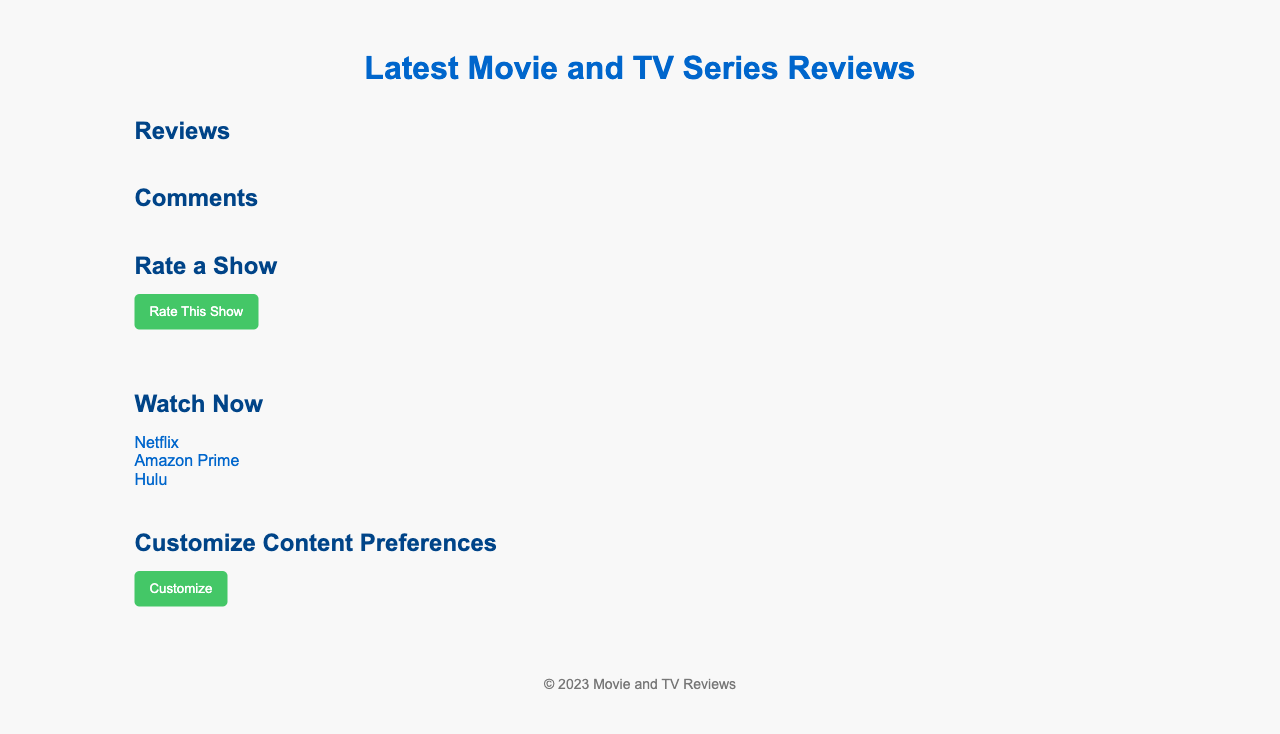 Latest Movie and TV Series Reviews
Reviews
Comments
Rate a Show
Rate This Show
Watch Now
Netflix
Amazon Prime
Hulu
Customize Content Preferences
Customize
© 2023 Movie and TV Reviews